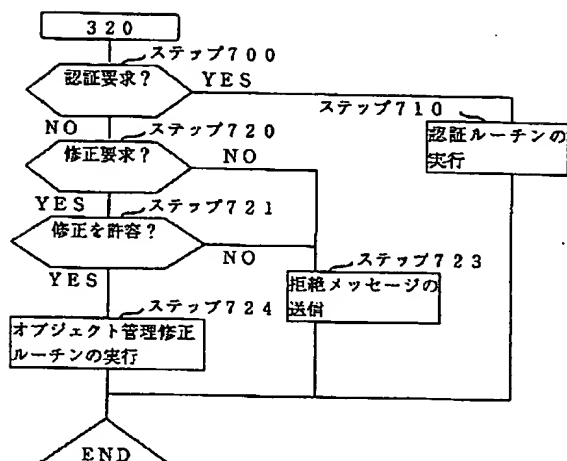 320
ステップ700
認証要求？
YES
ステップ710
認証ルーチンの
実行
NO
ステップ720
修正要求？
NO
YES
ステップ721
修正を許容？
NO
YES
ステップ723
拒絶メッセージの
送信
ステップ724
オブジェクト管理修正
ルーチンの実行
END